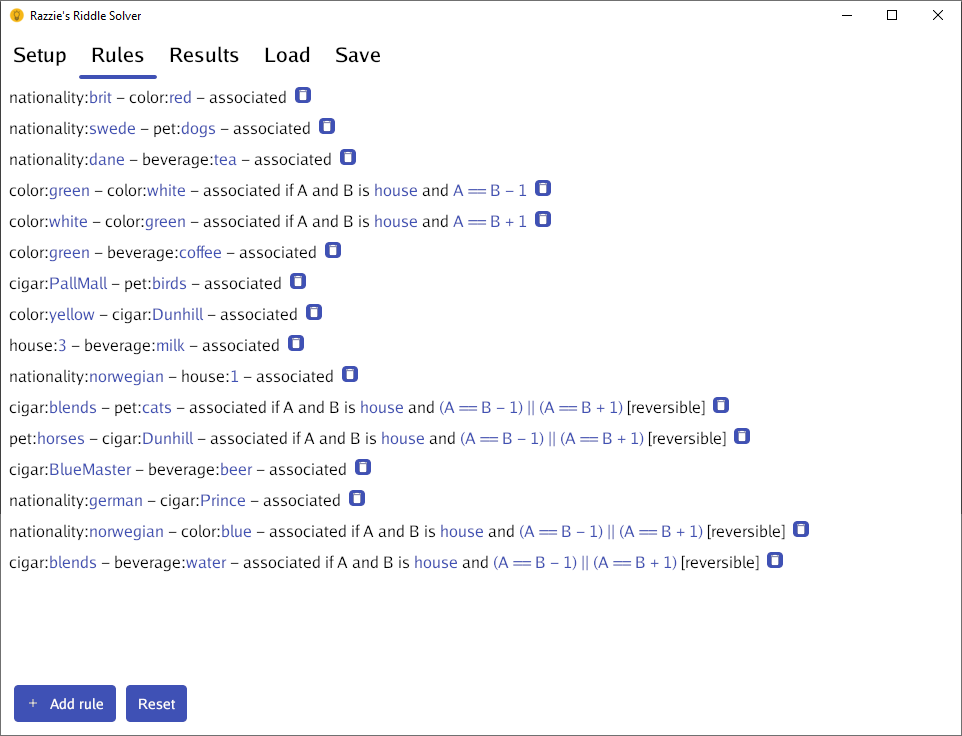 Razzie's Riddle Solver
Setup Rules Results Load Save
nationality:brit – color:red – associated
nationality:swede – pet:dogs – associated
nationality:dane – beverage:tea – associated
color:green – color:white – associated if A and B is house and A == B – 1
color:white – color:green – associated if A and B is house and A == B + 1
color:green – beverage:coffee – associated
cigar:PallMall – pet:birds – associated
color:yellow – cigar:Dunhill – associated
house:3 – beverage:milk – associated
nationality:norwegian – house:1 – associated
cigar:blends – pet:cats – associated if A and B is house and (A == B – 1) || (A == B + 1) [reversible]
pet:horses – cigar:Dunhill – associated if A and B is house and (A == B – 1) || (A == B + 1) [reversible]
cigar:BlueMaster – beverage:beer – associated
nationality:german – cigar:Prince – associated
nationality:norwegian – color:blue – associated if A and B is house and (A == B – 1) || (A == B + 1) [reversible]
cigar:blends – beverage:water – associated if A and B is house and (A == B – 1) || (A == B + 1) [reversible]
+ Add rule Reset